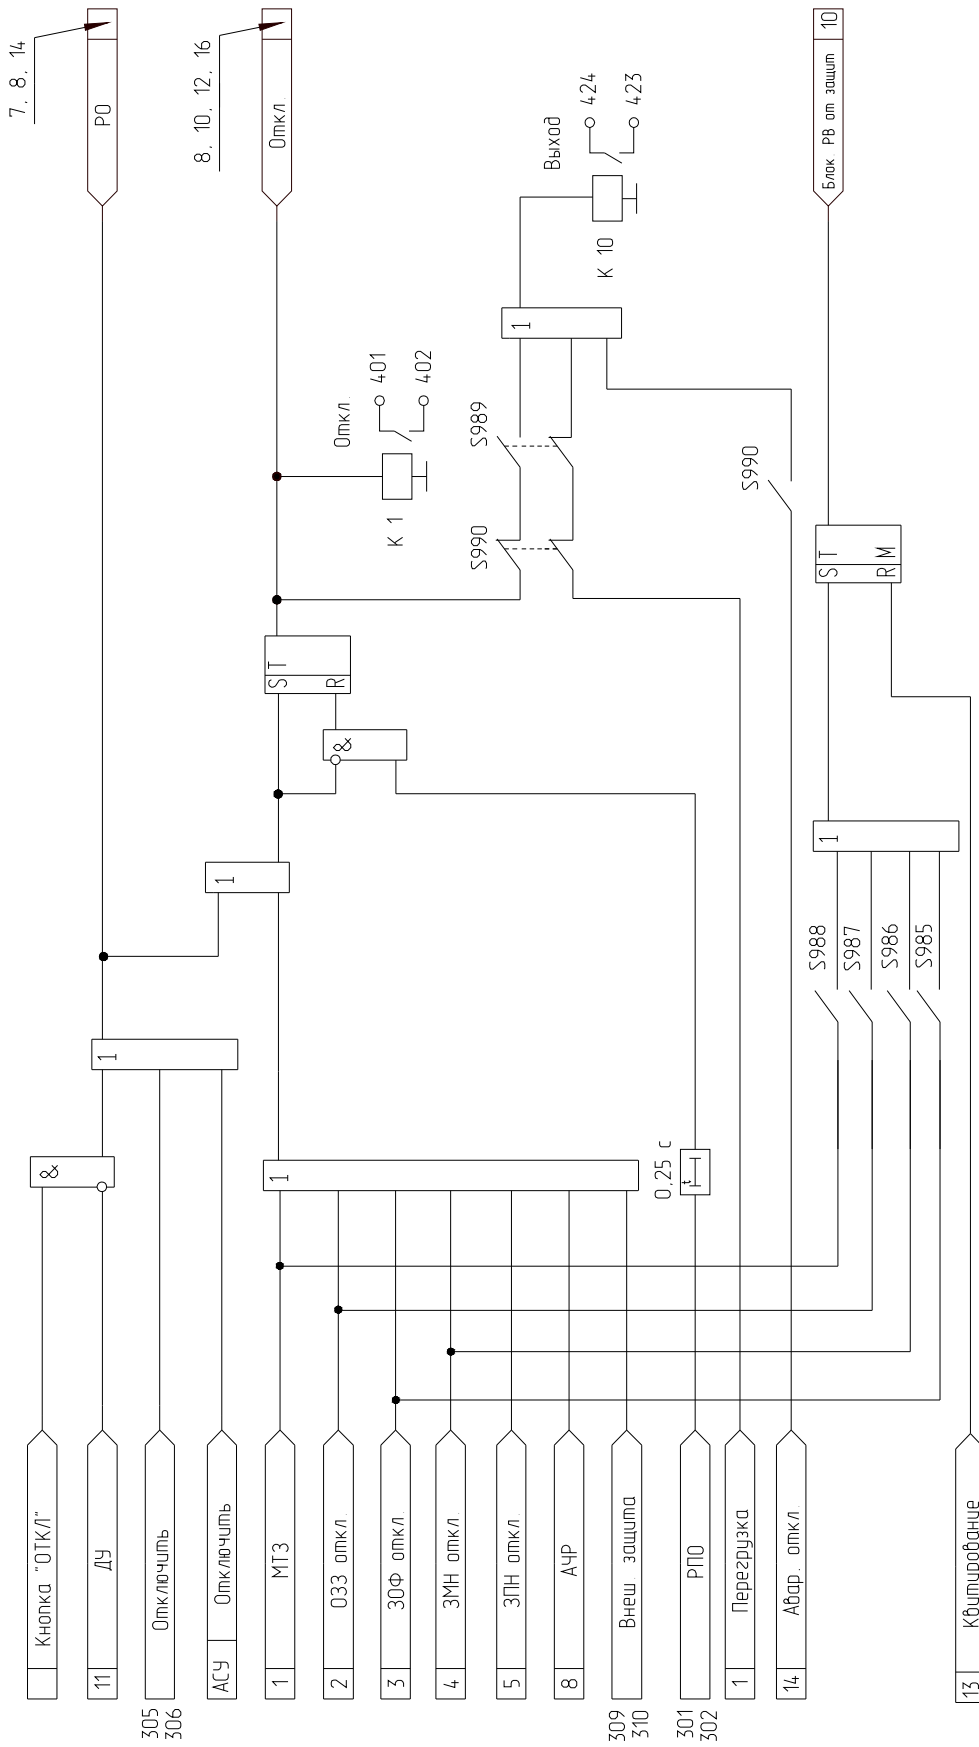 Кнопка "ОТКЛ"
11 ДУ
305
306
Отключить
АСУ Отключить
1 МТЗ
2 ОЗЗ откл.
3 ЗОФ откл.
4 ЗМН откл.
5 ЗПН откл.
8 АЧР
309
310
Внеш. защита
301
302
РПО
1 Перегрузка
14 Авар. откл.
13 Квитирование
&
1
1
1
0,25 с
t
&
S T
R
1
S988
S987
S986
S985
S T
R M
S990
S989
S990
1
К 1
Откл.
401
402
К 10
Выход
424
423
РО
7, 8, 14
Откл.
8, 10, 12, 16
Блок. РВ от защит 10